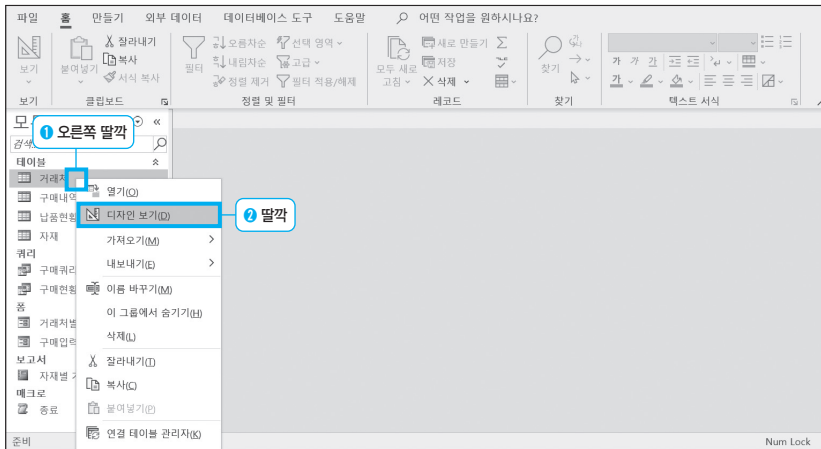 파일 홈 만들기 외부 데이터 데이터베이스 도구 도움말 어떤 작업을 원하시나요?
보기
붙여넣기
잘라내기
복사
서식 복사
필터
오름차순
내림차순
정렬 제거
선택 영역
고급
필터 적용/해제
모두 새로 고침
새로 만들기
저장
삭제
찾기
가 가 간
가
보기 클립보드 정렬 및 필터 레코드 찾기 텍스트 서식
모
① 오른쪽 딸깍
검색
테이블
거래처
구매내역
납품현황
자재
쿼리
구매쿼리
구매현황
폼
거래처별
구매입력
보고서
자재별
매크로
종료
열기(O)
디자인 보기(D)
② 딸깍
가져오기(M)
내보내기(E)
이름 바꾸기(M)
이 그룹에서 숨기기(H)
삭제(L)
잘라내기(T)
복사(C)
붙여넣기(P)
연결 테이블 관리자(K)
준비
Num Lock